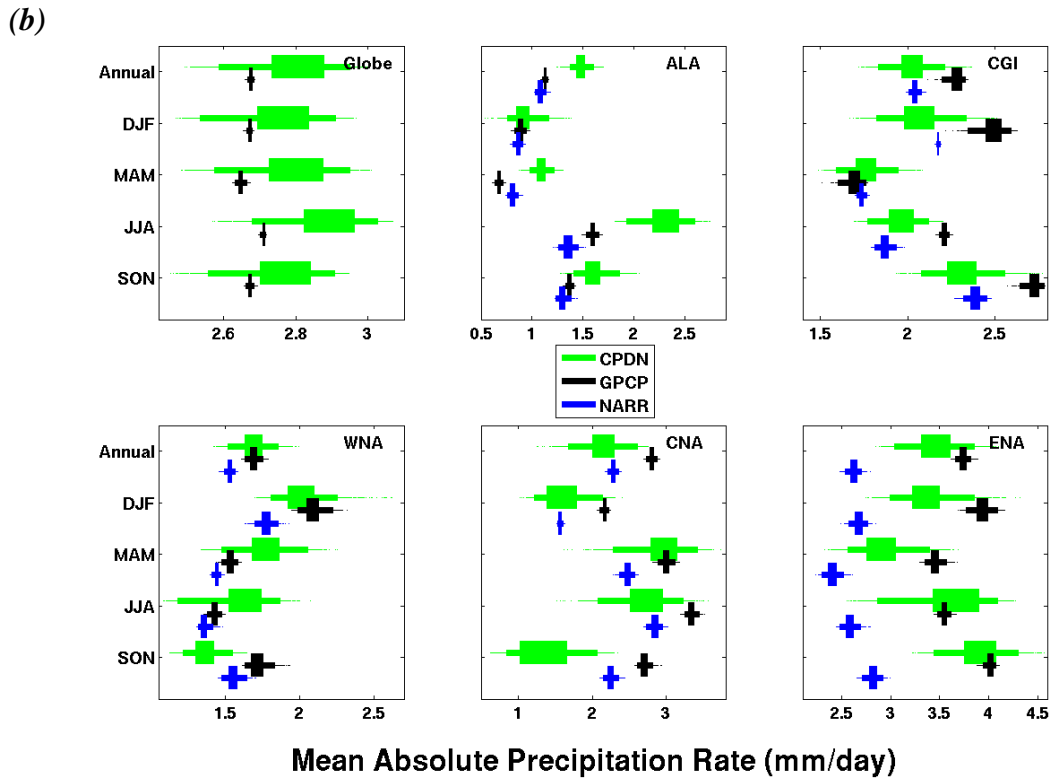 (b)
Globe
ALA
CGI
Annual
DJF
MAM
JJA
SON
2.6 2.8 3
0.5 1 1.5 2 2.5
1.5 2 2.5
CPDN
GPCP
NARR
WNA
CNA
ENA
Annual
DJF
MAM
JJA
SON
1.5 2 2.5
1 2 3
2.5 3 3.5 4 4.5
Mean Absolute Precipitation Rate (mm/day)